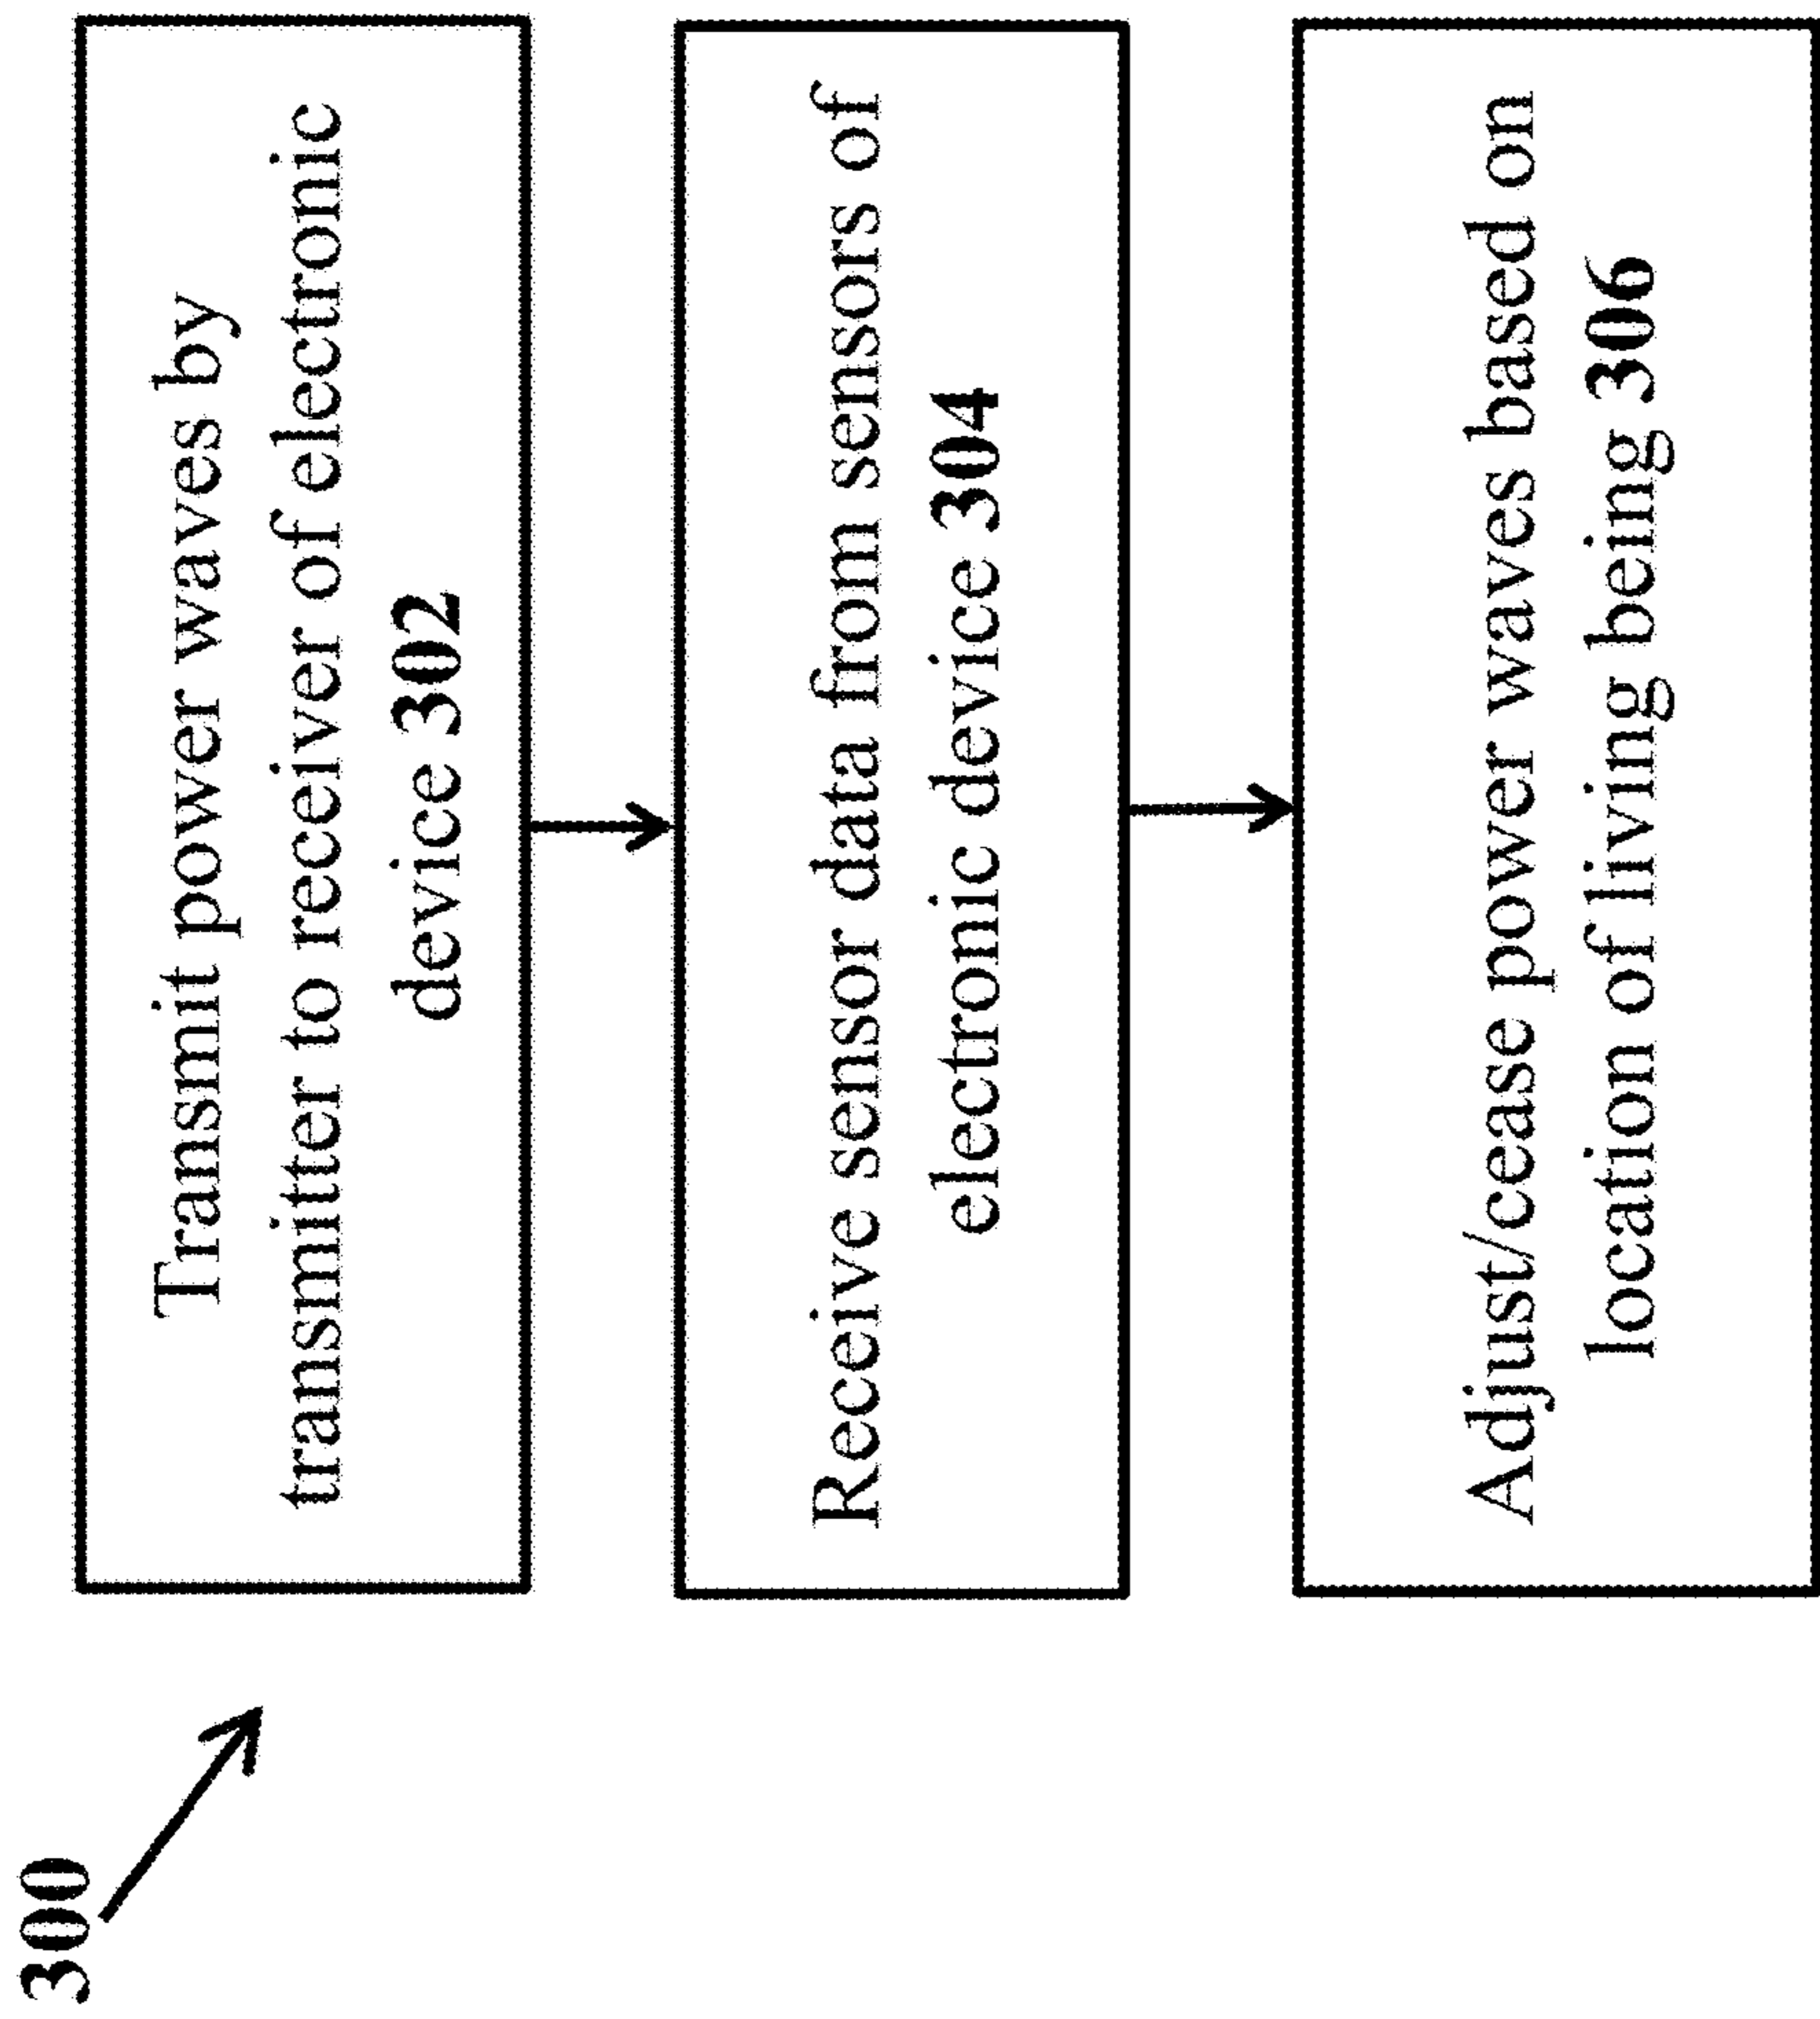 300
Transmit power waves by
transmitter to receiver of electronic
device 302
Receive sensor data from sensors of
electronic device 304
Adjust/cease power waves based on
location of living being 306